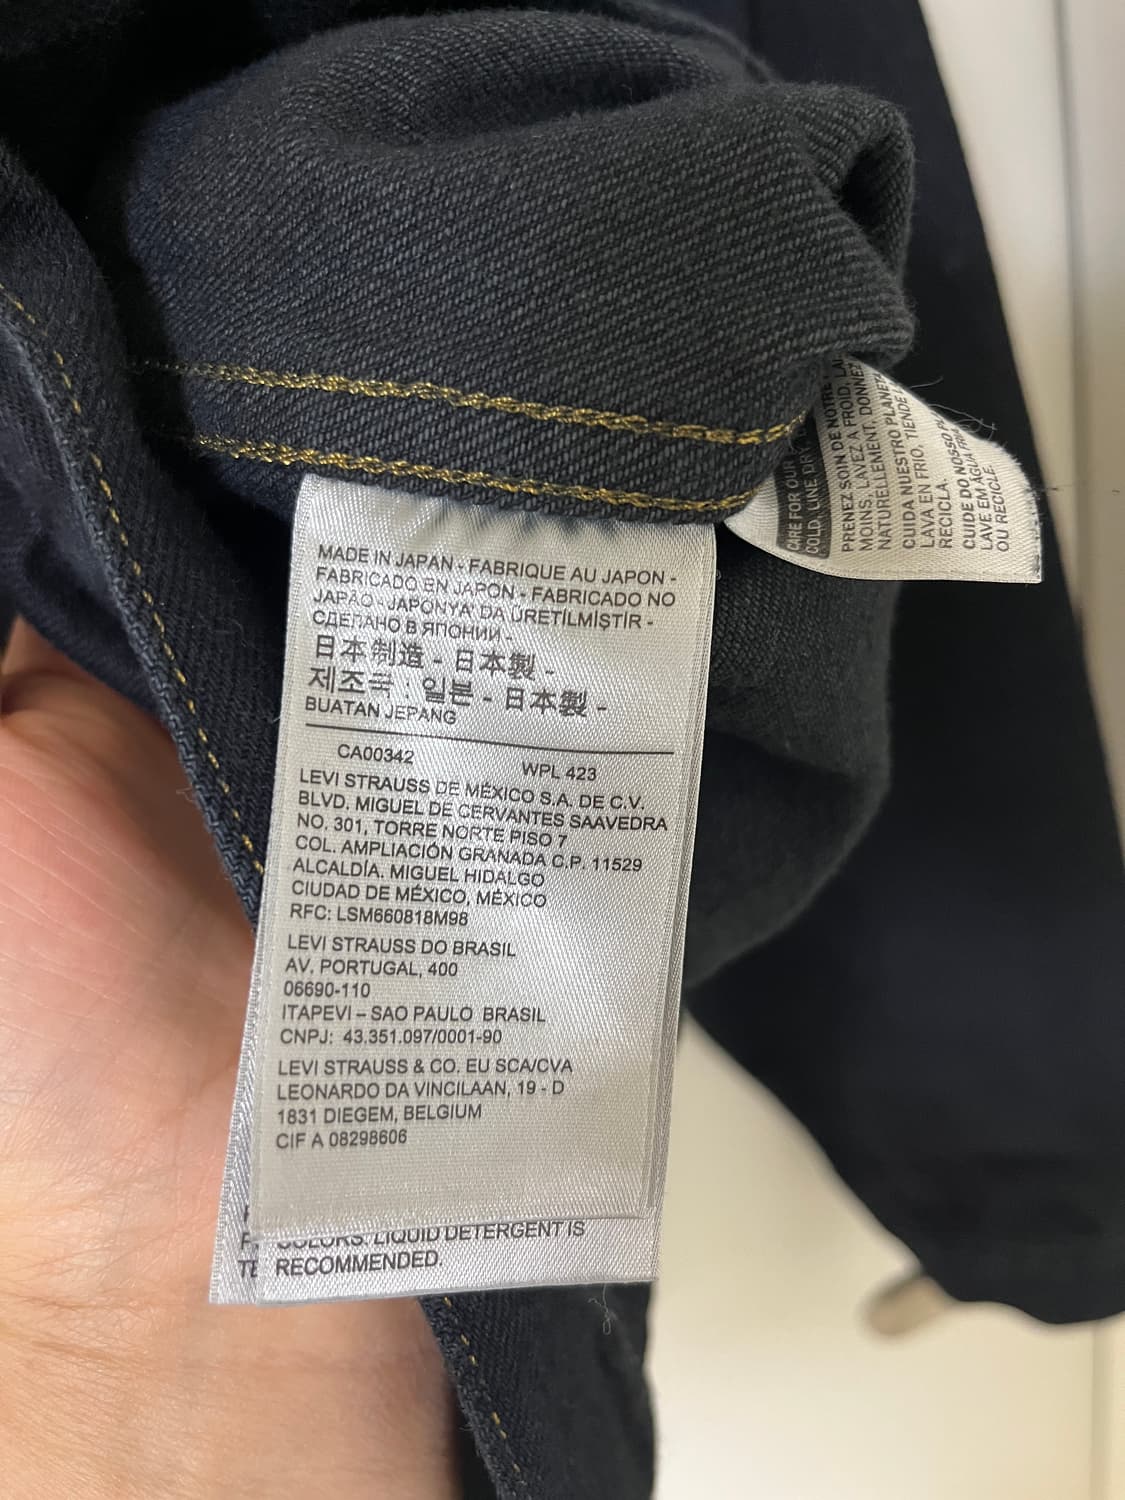 MADE IN JAPAN - FABRIQUE AU JAPON -
FABRICADO EN JAPON - FABRICADO NO
JAPÃO - JAPONYA' DA ÜRETİLMİŞTİR -
СДЕЛАНО В ЯПОНИИ -
日本制造 - 日本製 -
제조국 : 일본 - 日本製 -
BUATAN JEPANG
CA00342 WPL 423
LEVI STRAUSS DE MÉXICO S.A. DE C.V.
BLVD. MIGUEL DE CERVANTES SAAVEDRA
NO. 301, TORRE NORTE PISO 7
COL. AMPLIACIÓN GRANADA C.P. 11529
ALCALDÍA. MIGUEL HIDALGO
CIUDAD DE MÉXICO, MÉXICO
RFC: LSM660818M98
LEVI STRAUSS DO BRASIL
AV. PORTUGAL, 400
06690-110
ITAPEVI – SAO PAULO BRASIL
CNPJ: 43.351.097/0001-90
LEVI STRAUSS & CO. EU SCA/CVA
LEONARDO DA VINCILAAN, 19 - D
1831 DIEGEM, BELGIUM
CIF A 08298606
COLORS. LIQUID DETERGENT IS
RECOMMENDED.
CARE FOR OUR
COLD, LINE DRY
PRENEZ SOIN DE NOTRE
MOINS, LAVEZ A FROID,
NATURELLEMENT, DONNEZ
CUIDA NUESTRO PLANET
LAVA EN FRIO, TIENDE
RECICLA.
CUIDE DO NOSSO
LAVE EM ÁGUA
OU RECICLE.